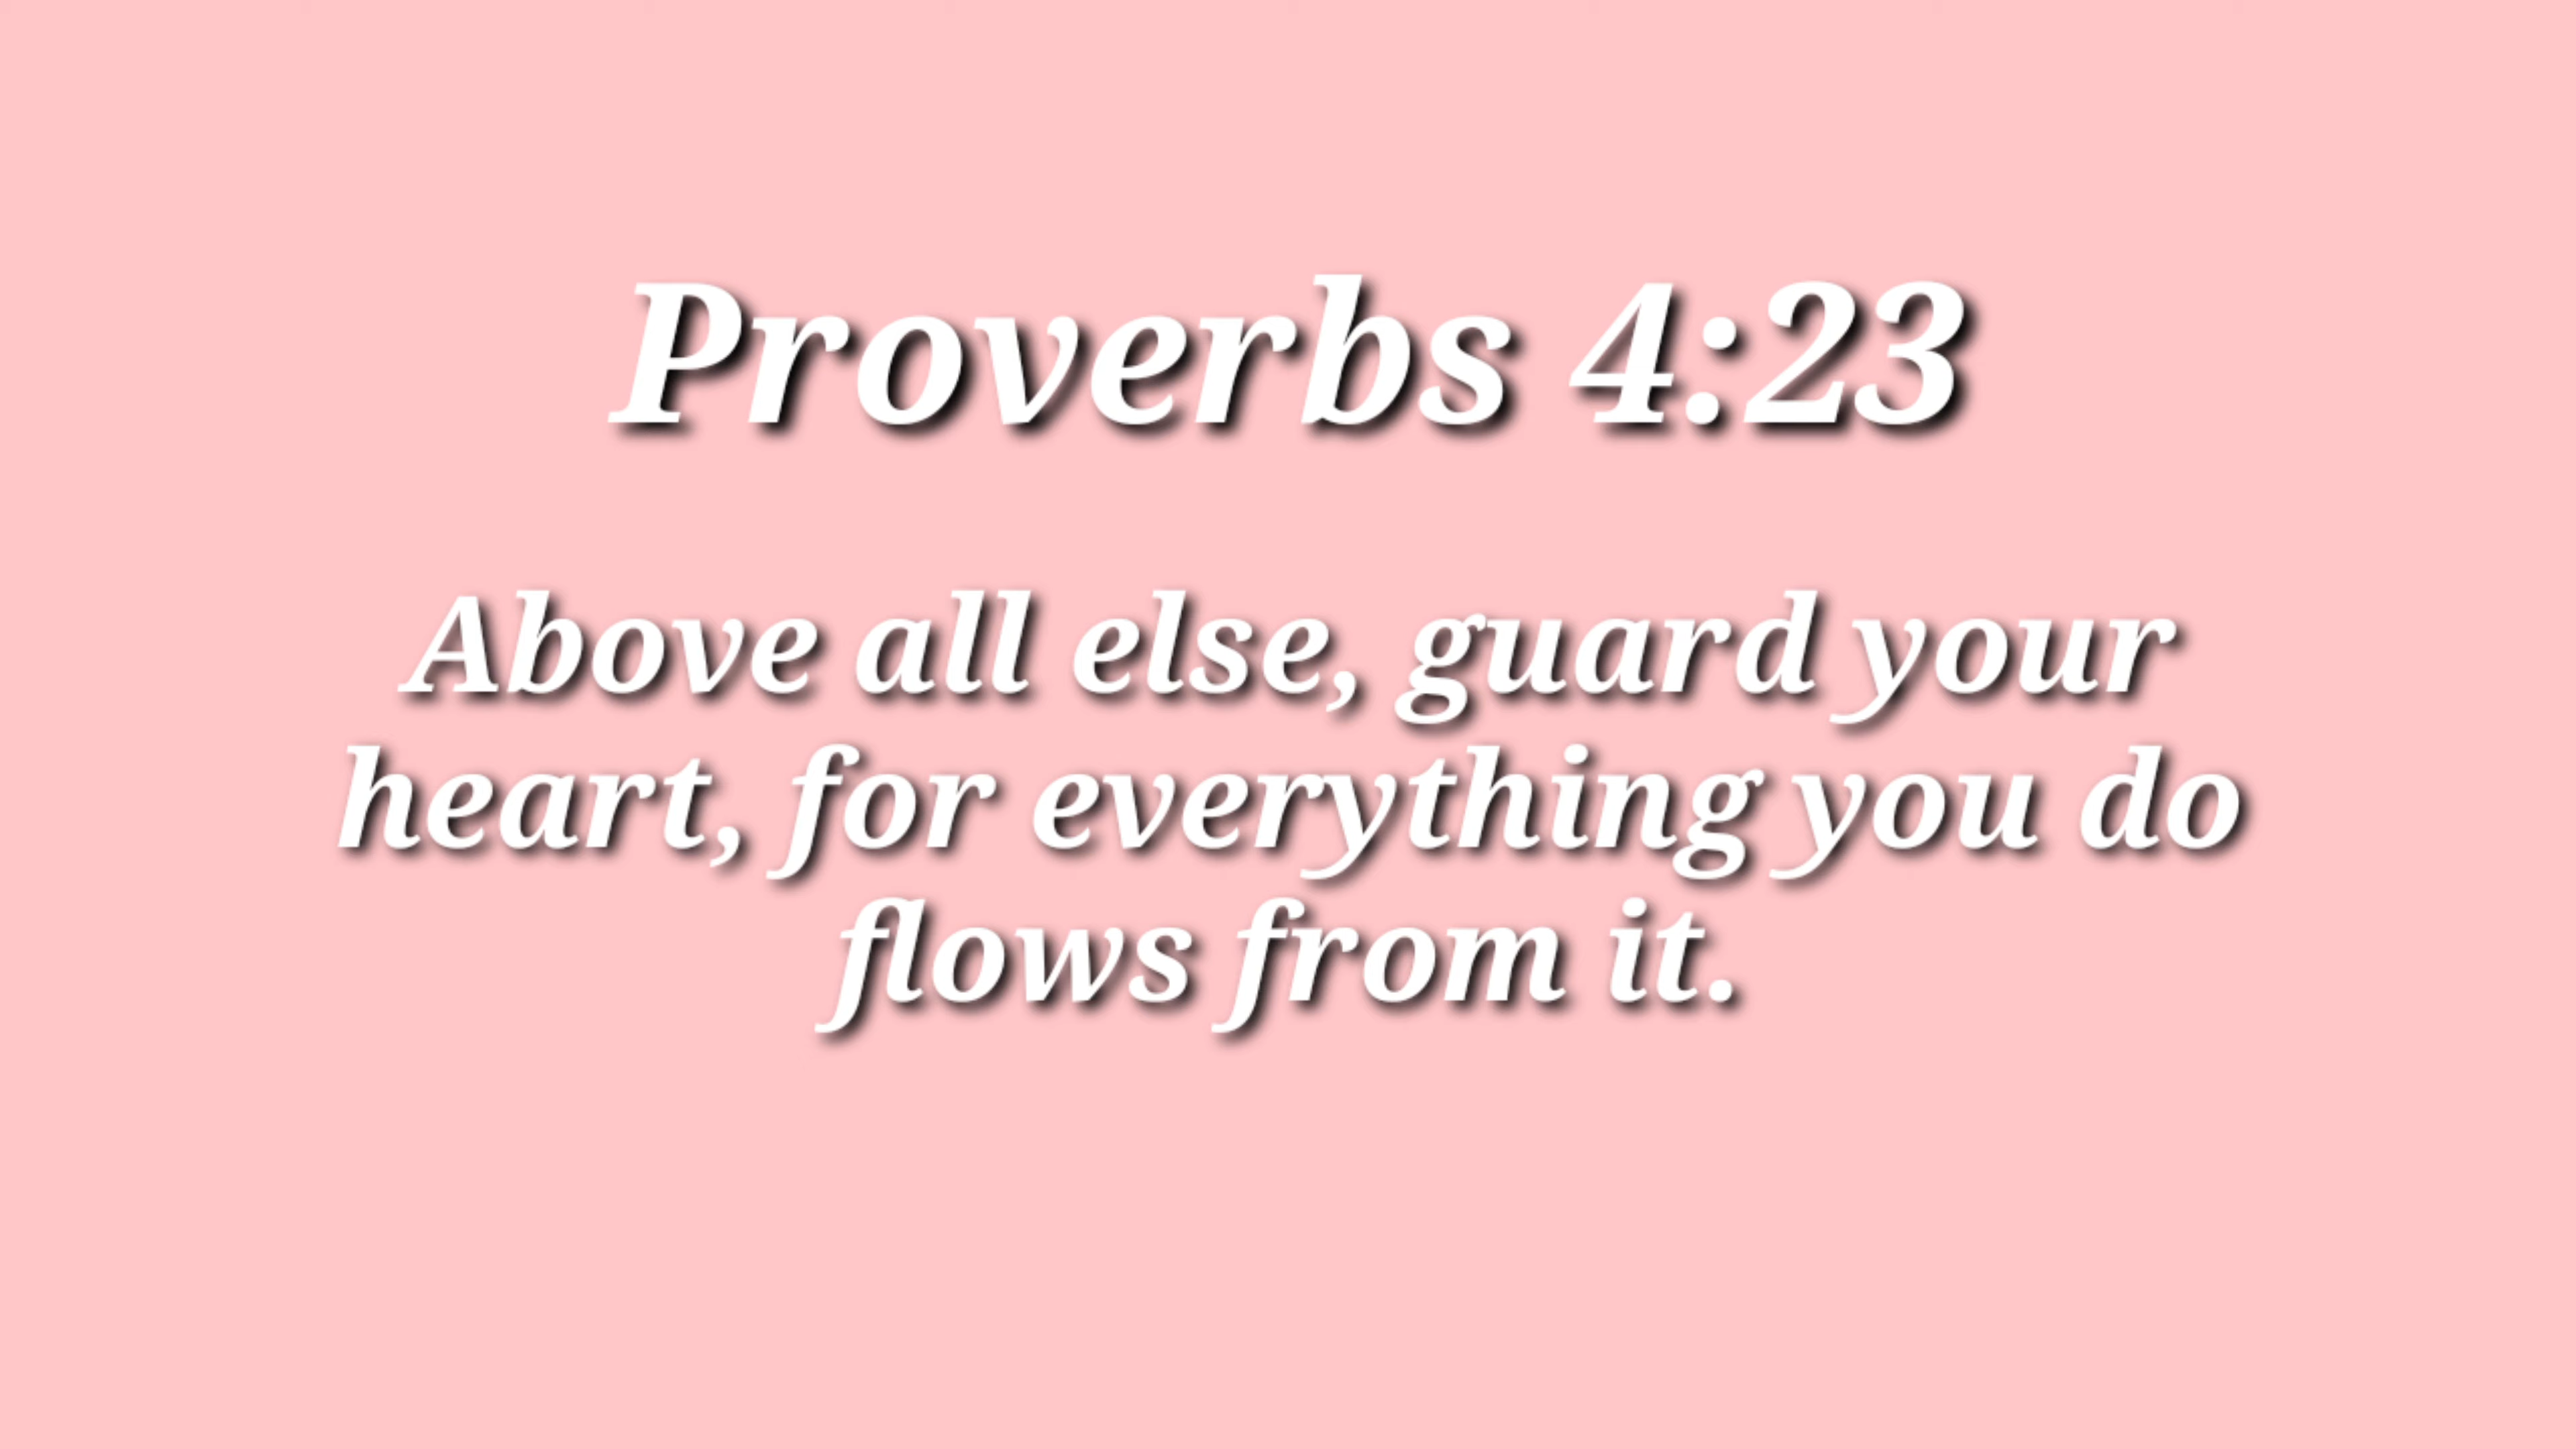 Proverbs 4:23
Above all else, guard your
heart, for everything you do
flows from it.